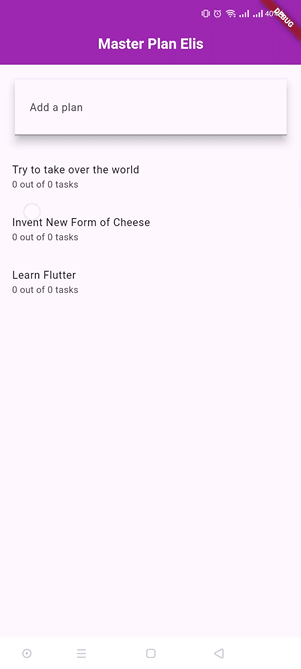 DEBUG
Master Plan Elis
Add a plan
Try to take over the world
0 out of 0 tasks
Invent New Form of Cheese
0 out of 0 tasks
Learn Flutter
0 out of 0 tasks